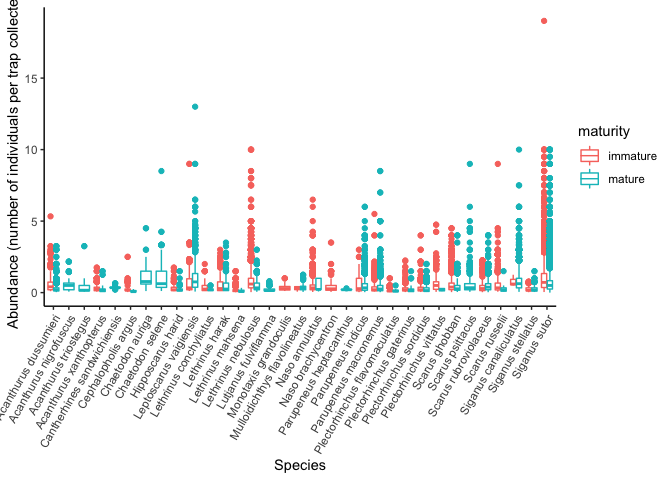 Abundance (number of individuals per trap collecte
15
10
5
0
Acanthurus dussumieri
Acanthurus nigrofuscus
Acanthurus triostegus
Acanthurus xanthopterus
Cantherhines sandwichiensis
Cephalopholis argus
Chaetodon auriga
Chaetodon selene
Hipposcarus harid
Leptoscarus vaigiensis
Lethrinus conchyliatus
Lethrinus harak
Lethrinus mahsena
Lethrinus nebulosus
Lutjanus fulviflamma
Monotaxis grandoculis
Mulloidichthys flavolineatus
Naso annulatus
Naso brachycentron
Parupeneus heptacanthus
Parupeneus indicus
Parupeneus macronemus
Plectorhinchus flavomaculatus
Plectorhinchus gaterinus
Plectorhinchus sordidus
Plectorhinchus vittatus
Scarus ghobban
Scarus psittacus
Scarus rubroviolaceus
Scarus russelii
Siganus canaliculatus
Siganus stellatus
Siganus sutor
Species
maturity
immature
mature